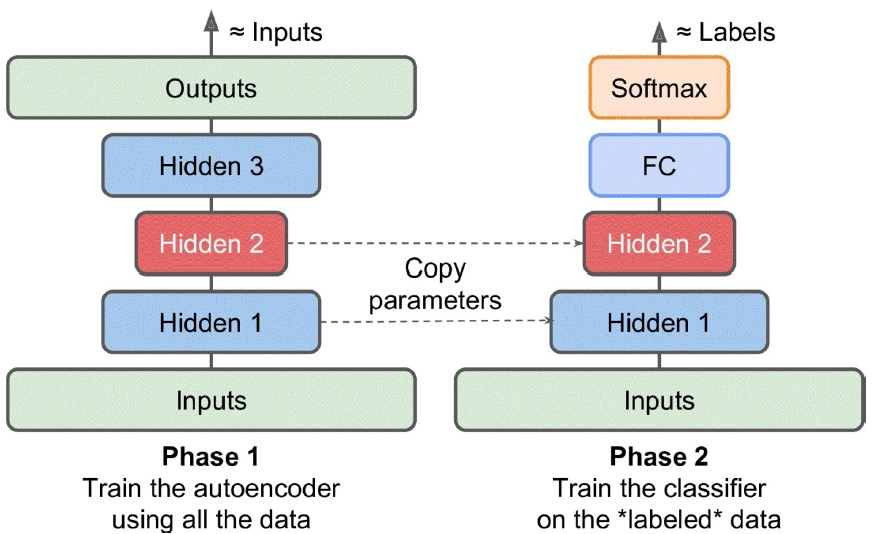 ≈ Inputs
Outputs
Hidden 3
Hidden 2
Hidden 1
Inputs
Phase 1
Train the autoencoder
using all the data
Copy
parameters
≈ Labels
Softmax
FC
Hidden 2
Hidden 1
Inputs
Phase 2
Train the classifier
on the *labeled* data